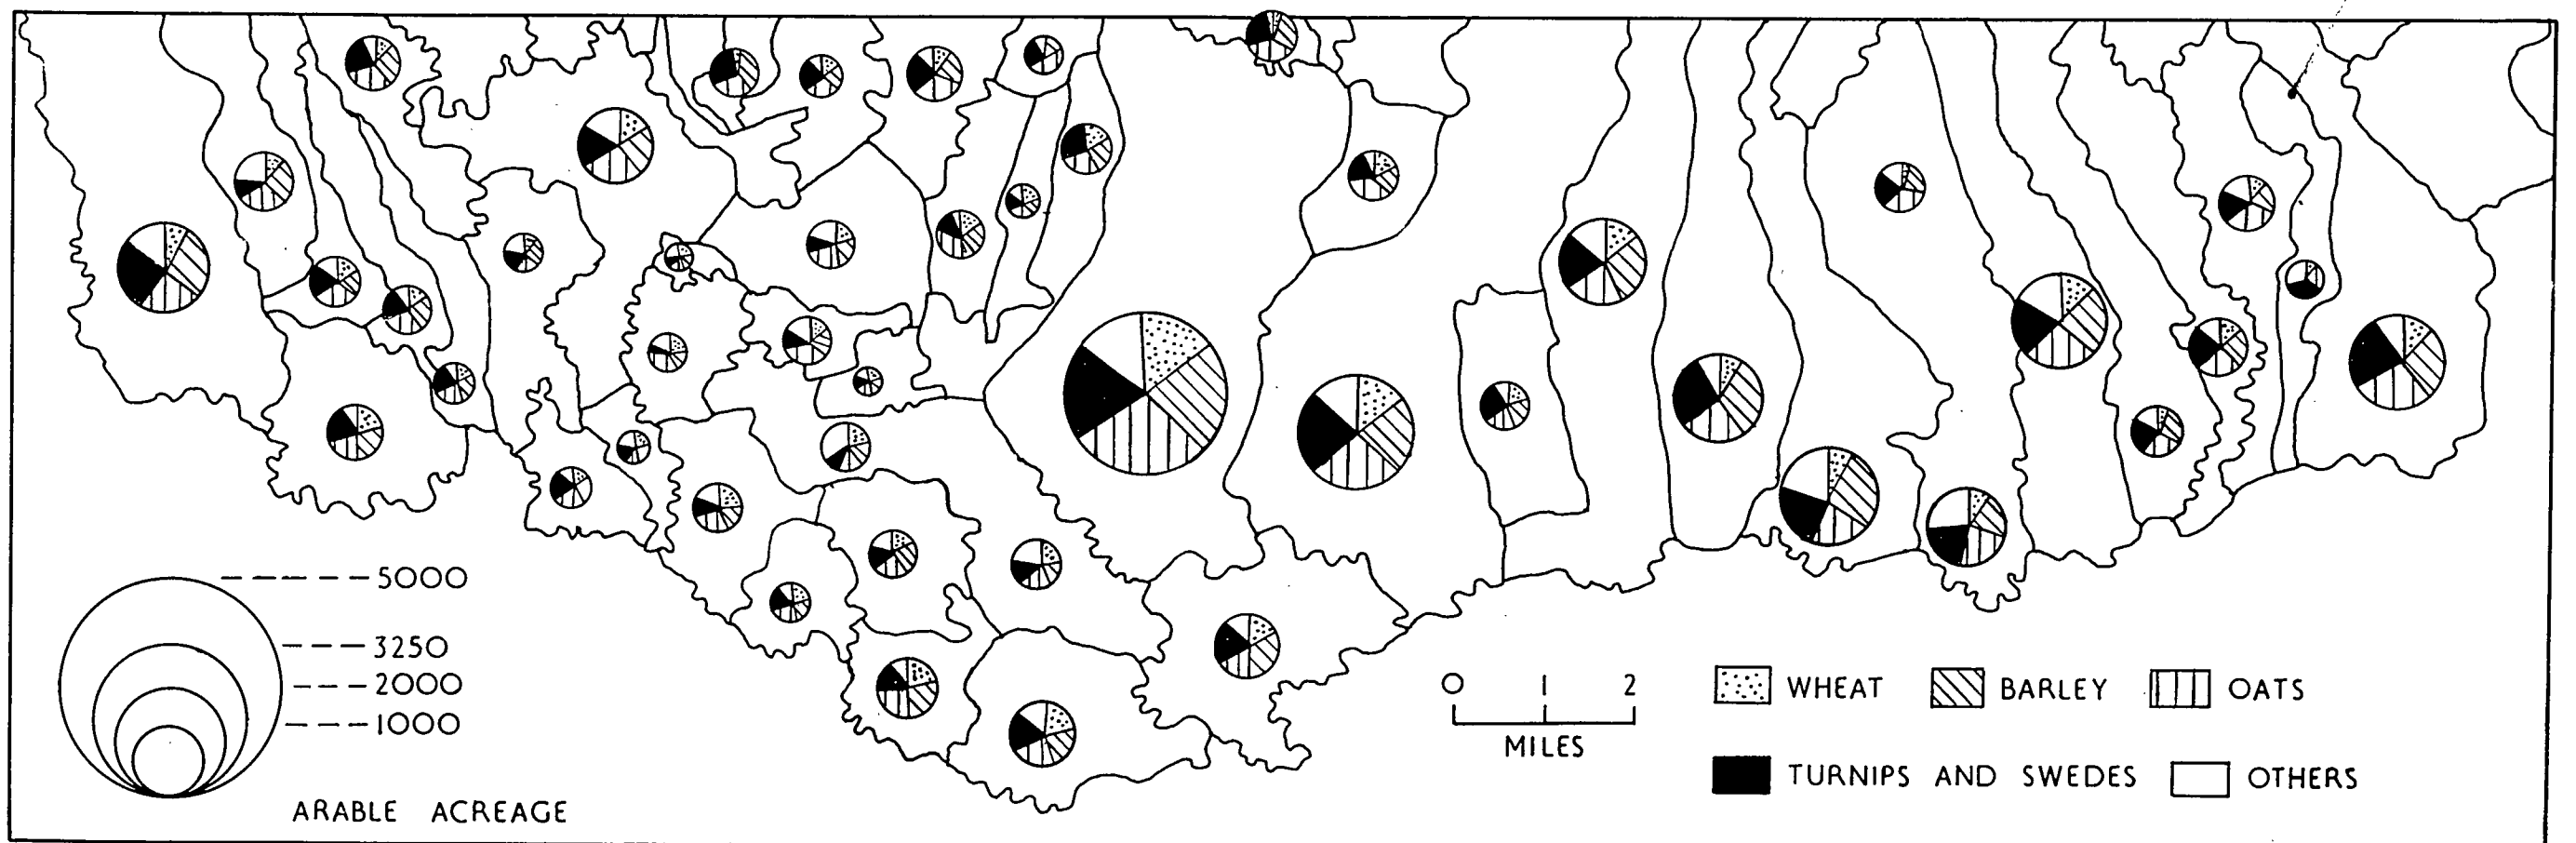 5000
3250
2000
1000
ARABLE ACREAGE
0 1 2
MILES
WHEAT BARLEY OATS
TURNIPS AND SWEDES OTHERS